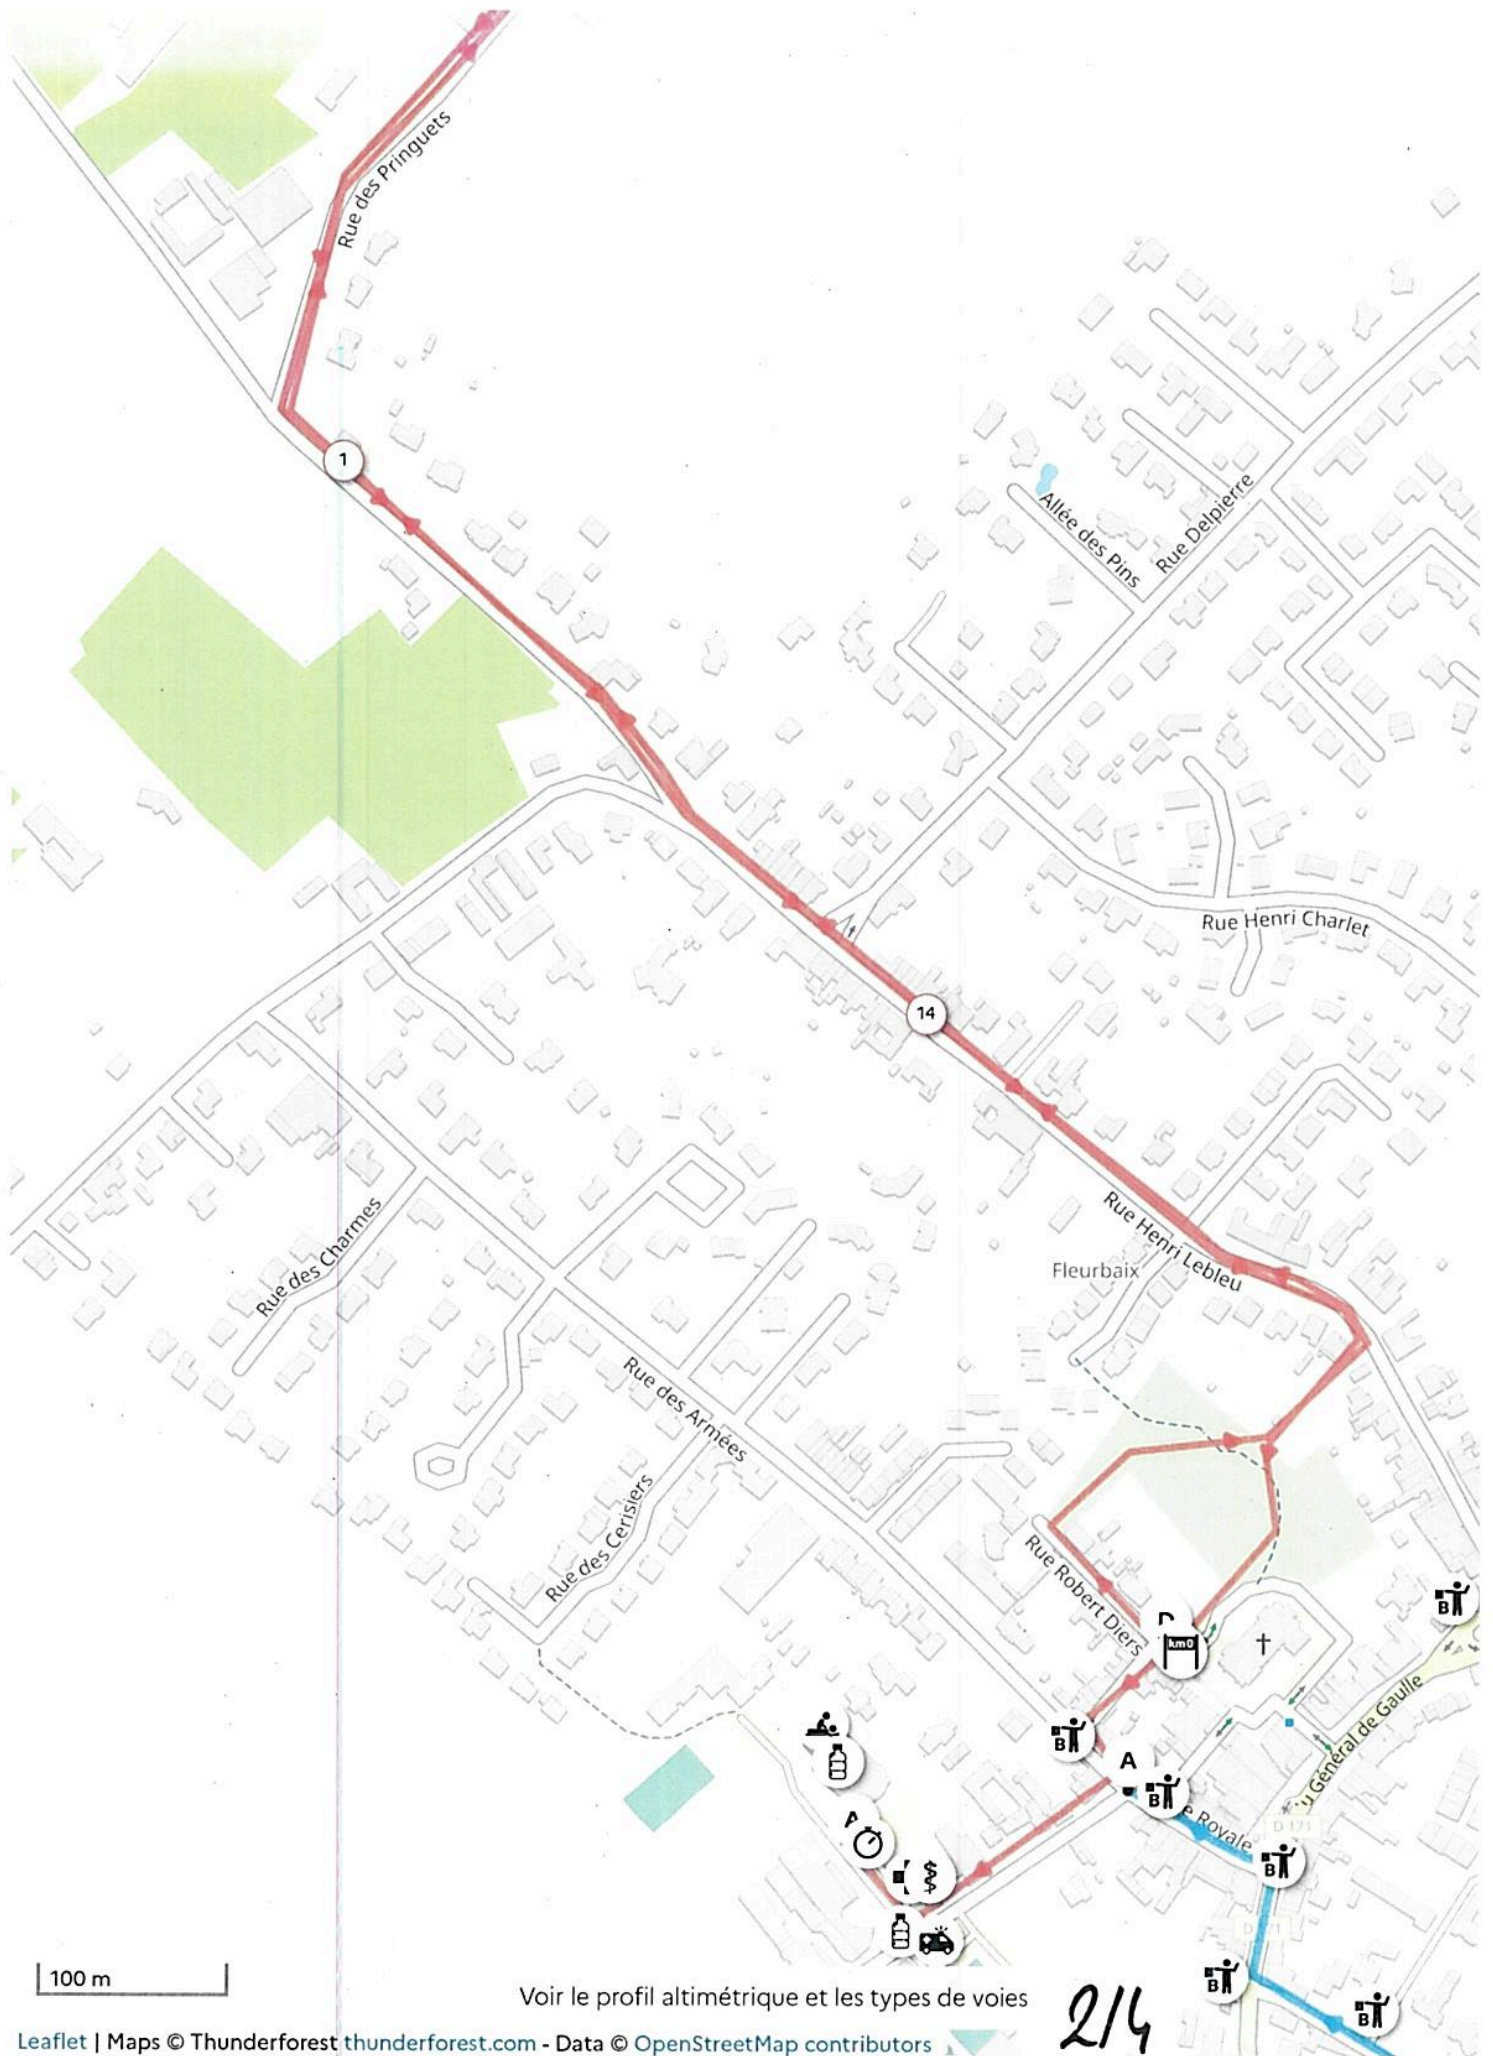 Rue des Pringuets
1
Allée des Pins
Rue Delpierre
Rue Henri Charlet
14
Rue Henri Lebleu
Fleurbaix
Rue des Charmes
Rue des Armées
Rue des Cerisiers
Rue Robert Diers
km0
B
B
A
B
u Général de Gaulle
e Royale
D 171
B
A
B
B
100 m
Voir le profil altimétrique et les types de voies
2/4
Leaflet | Maps © Thunderforest thunderforest.com - Data © OpenStreetMap contributors